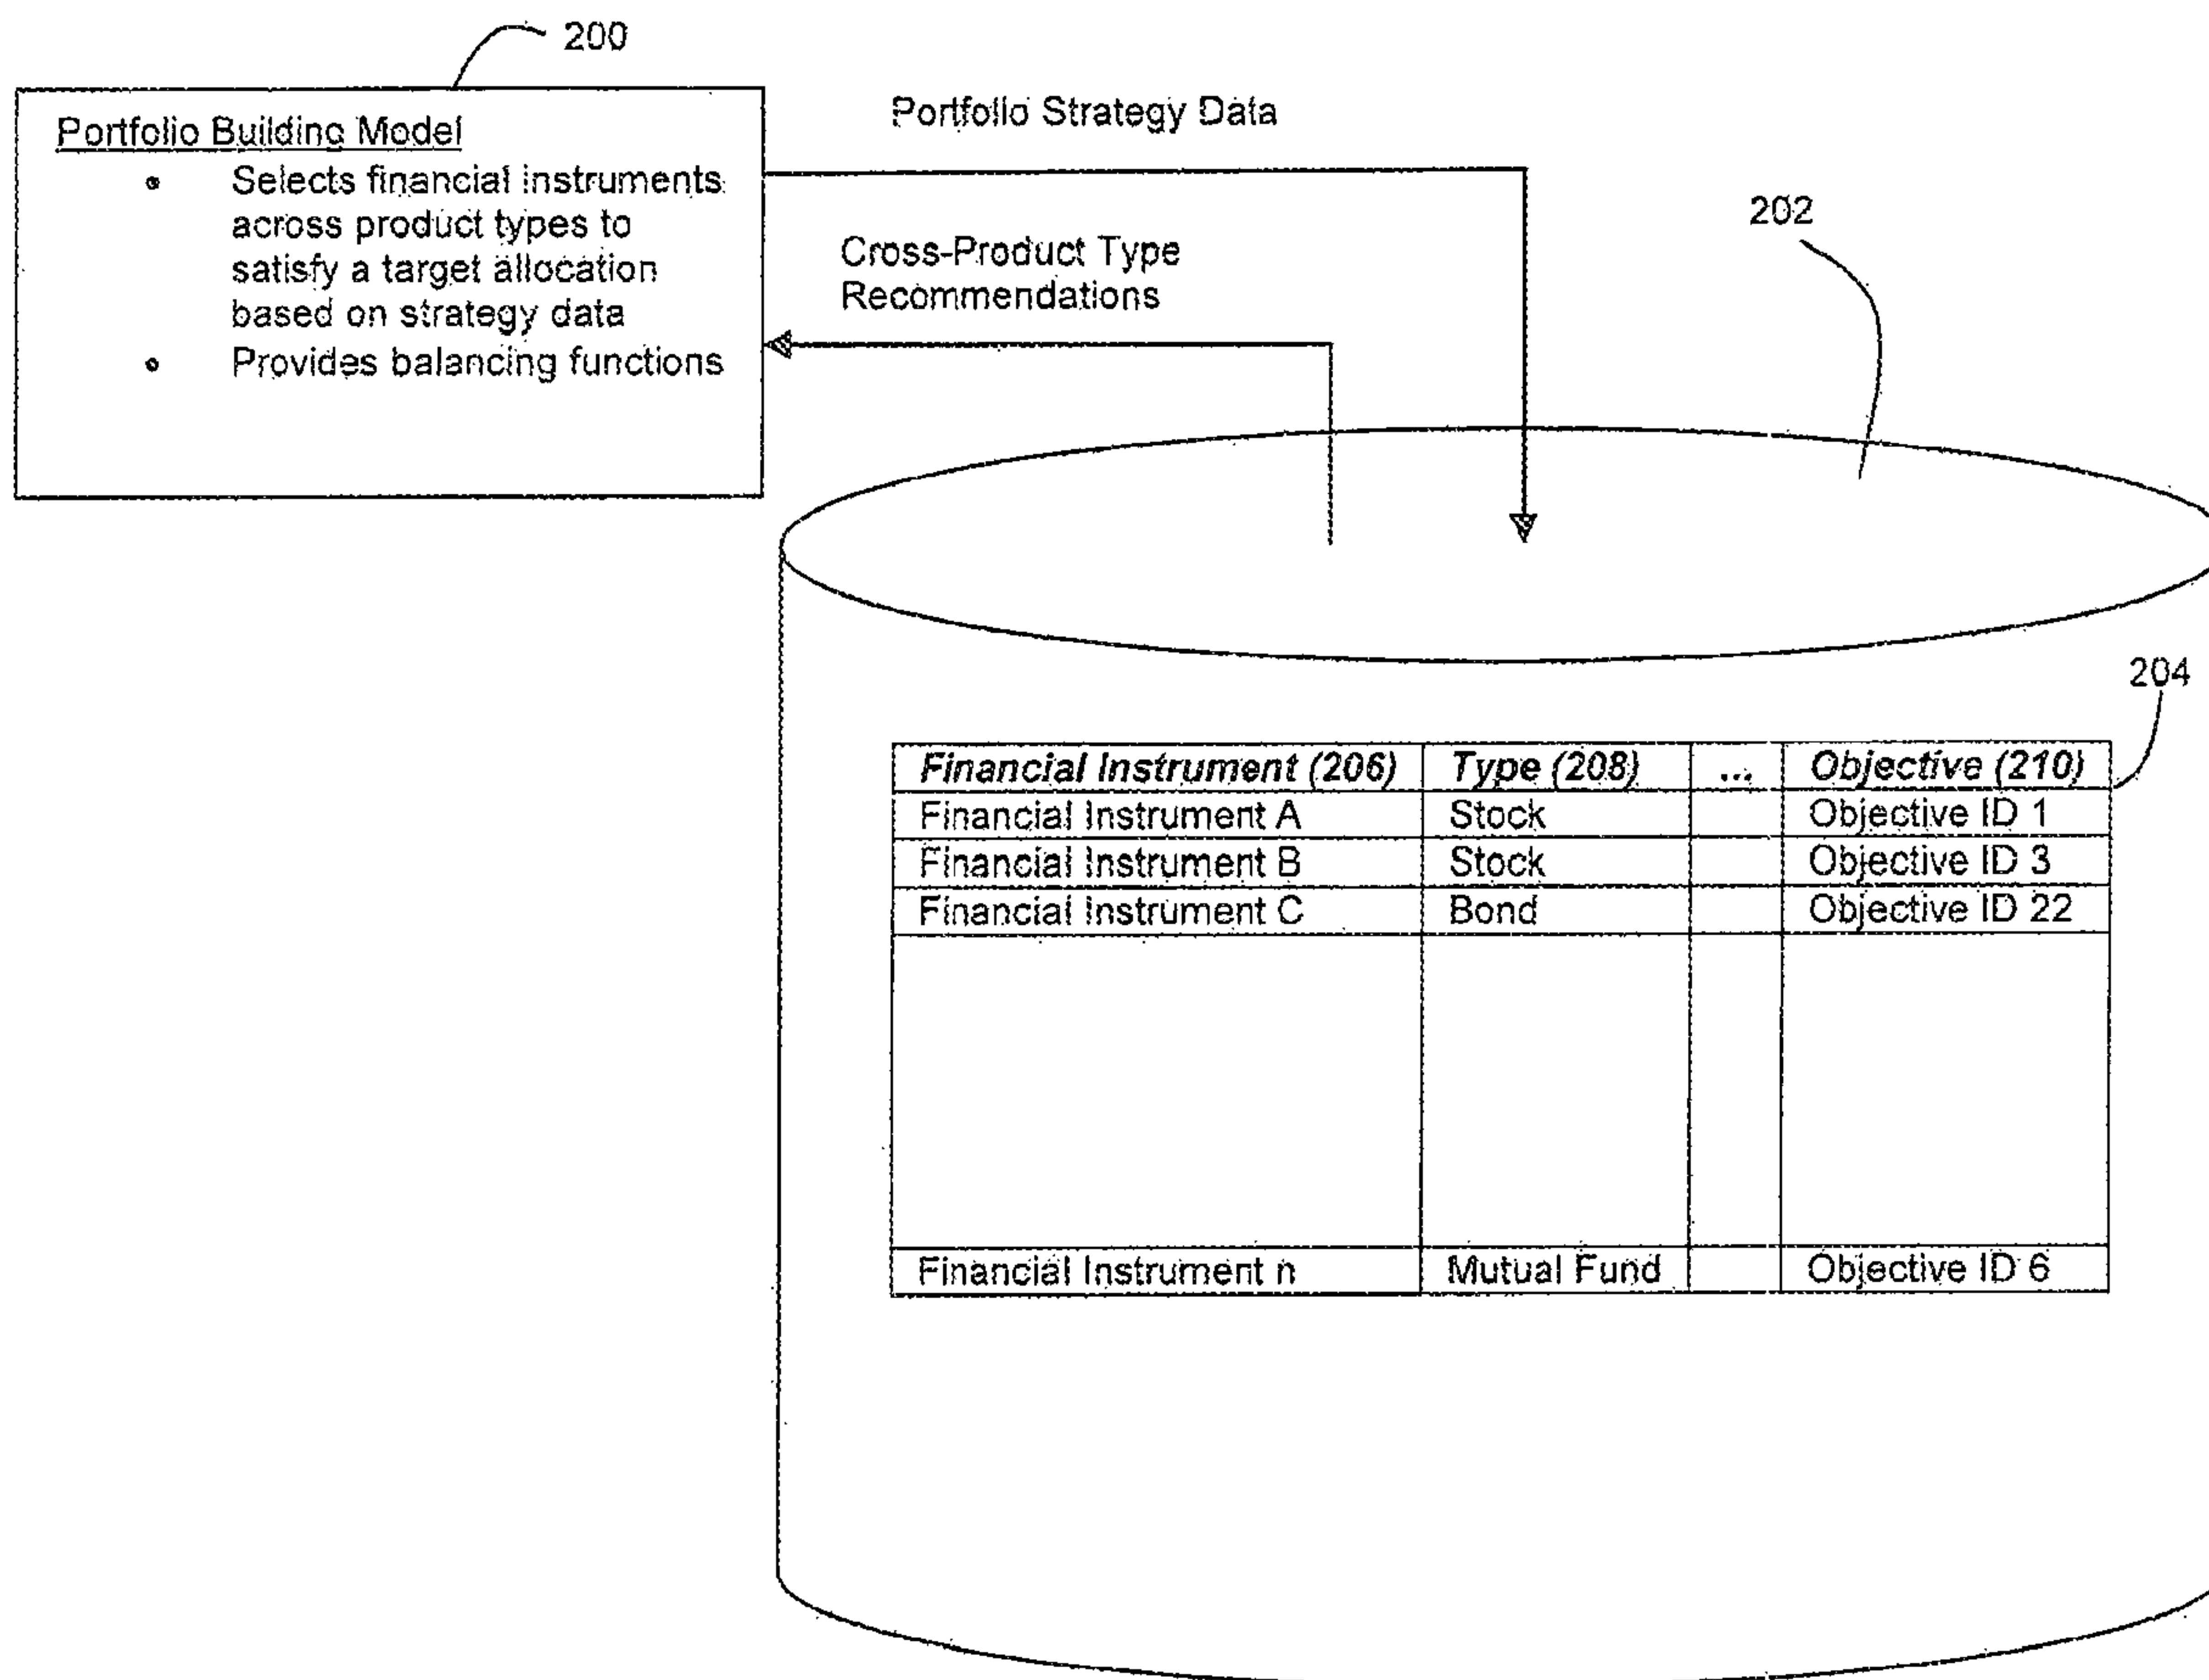 200
Portfolio Building Model
• Selects financial instruments
across product types to
satisfy a target allocation
based on strategy data
• Provides balancing functions
Portfolio Strategy Data
Cross-Product Type
Recommendations
202
204
Financial Instrument (206) Type (208) ... Objective (210)
Financial Instrument A Stock Objective ID 1
Financial Instrument B Stock Objective ID 3
Financial Instrument C Bond Objective ID 22
Financial Instrument n Mutual Fund Objective ID 6